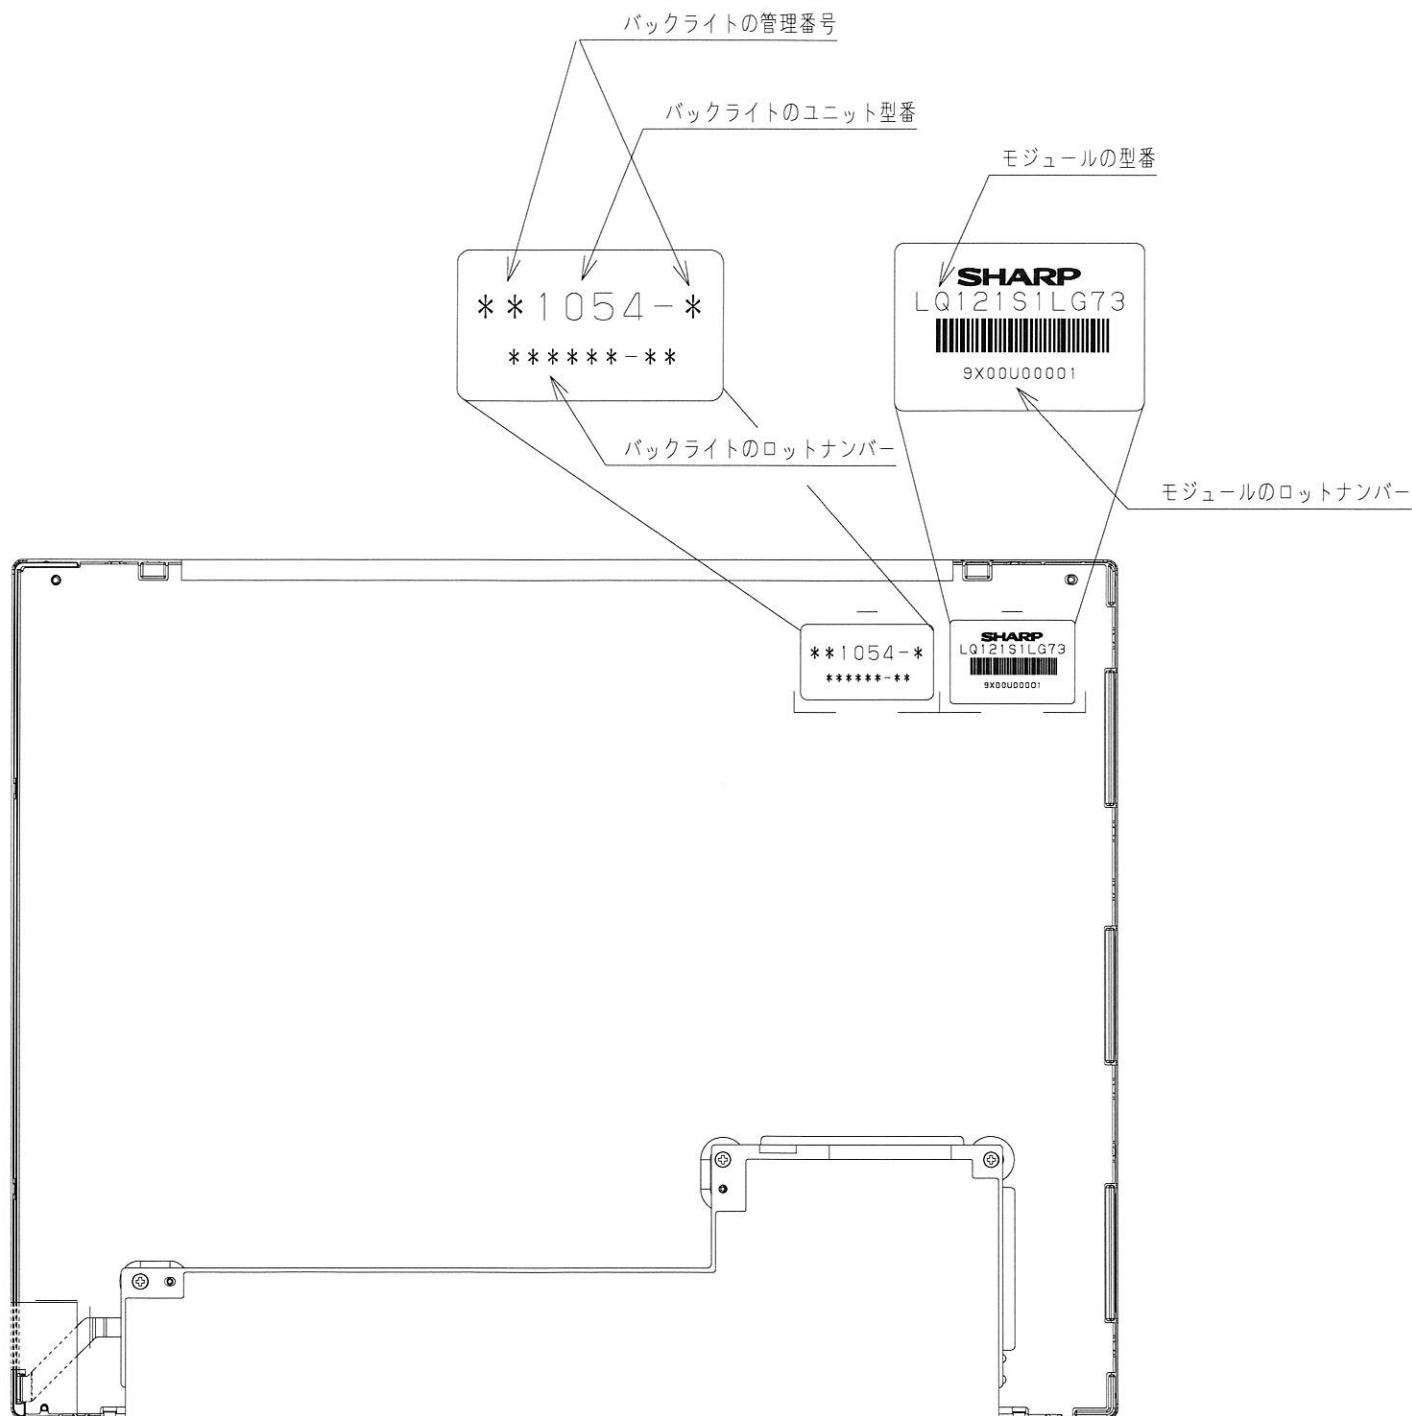 バックライトの管理番号
バックライトのユニット型番
モジュールの型番
**1054-*
******-**
SHARP
LQ121S1LG73
9X00U00001
バックライトのロットナンバー
モジュールのロットナンバー
**1054-*
******-**
SHARP
LQ121S1LG73
9X00U00001